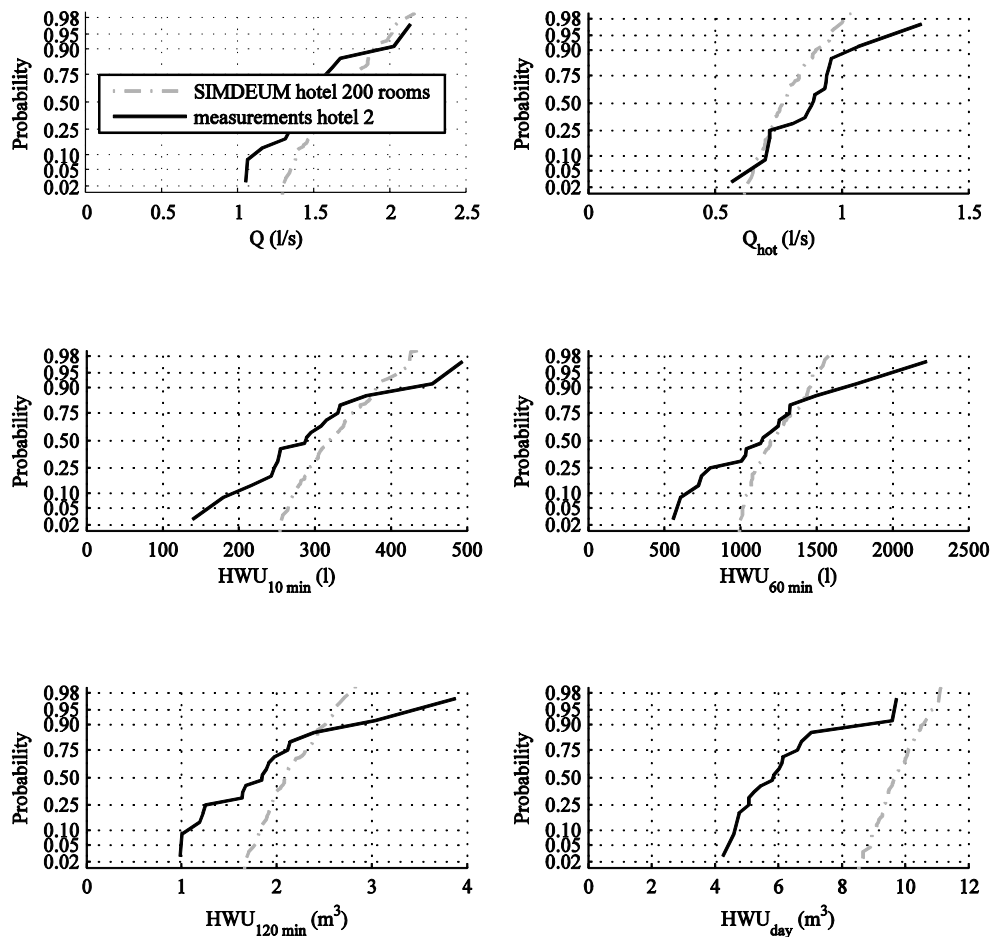 Probability
0.98
0.95
0.90
0.75
0.50
0.25
0.10
0.05
0.02
SIMDEUM hotel 200 rooms
measurements hotel 2
0 0.5 1 1.5 2 2.5
Q (l/s)
Probability
0.98
0.95
0.90
0.75
0.50
0.25
0.10
0.05
0.02
0 0.5 1 1.5
Qhot (l/s)
Probability
0.98
0.95
0.90
0.75
0.50
0.25
0.10
0.05
0.02
0 100 200 300 400 500
HWU10 min (l)
Probability
0.98
0.95
0.90
0.75
0.50
0.25
0.10
0.05
0.02
0 500 1000 1500 2000 2500
HWU60 min (l)
Probability
0.98
0.95
0.90
0.75
0.50
0.25
0.10
0.05
0.02
0 1 2 3 4
HWU120 min (m³)
Probability
0.98
0.95
0.90
0.75
0.50
0.25
0.10
0.05
0.02
0 2 4 6 8 10 12
HWUday (m³)